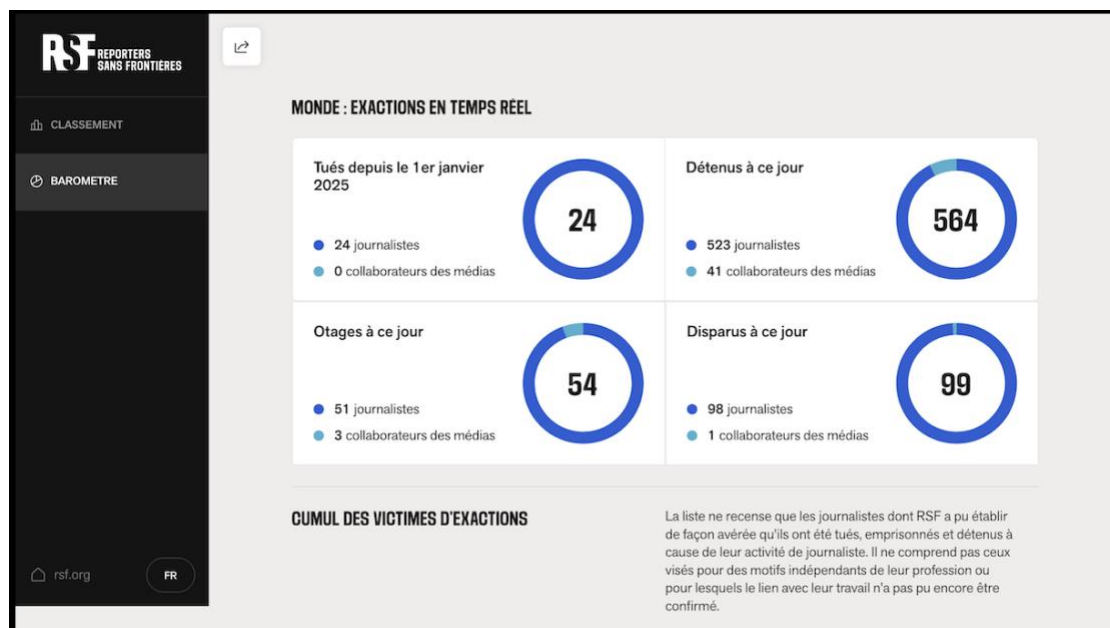 RSF REPORTERS
SANS FRONTIÈRES
CLASSEMENT
BAROMETRE
rsf.org
FR
MONDE : EXACTIONS EN TEMPS RÉEL
Tués depuis le 1er janvier
2025
24
24 journalistes
0 collaborateurs des médias
Détenus à ce jour
564
523 journalistes
41 collaborateurs des médias
Otages à ce jour
54
51 journalistes
3 collaborateurs des médias
Disparus à ce jour
99
98 journalistes
1 collaborateurs des médias
CUMUL DES VICTIMES D'EXACTIONS
La liste ne recense que les journalistes dont RSF a pu établir
de façon avérée qu'ils ont été tués, emprisonnés et détenus à
cause de leur activité de journaliste. Il ne comprend pas ceux
visés pour des motifs indépendants de leur profession ou
pour lesquels le lien avec leur travail n'a pas pu encore être
confirmé.